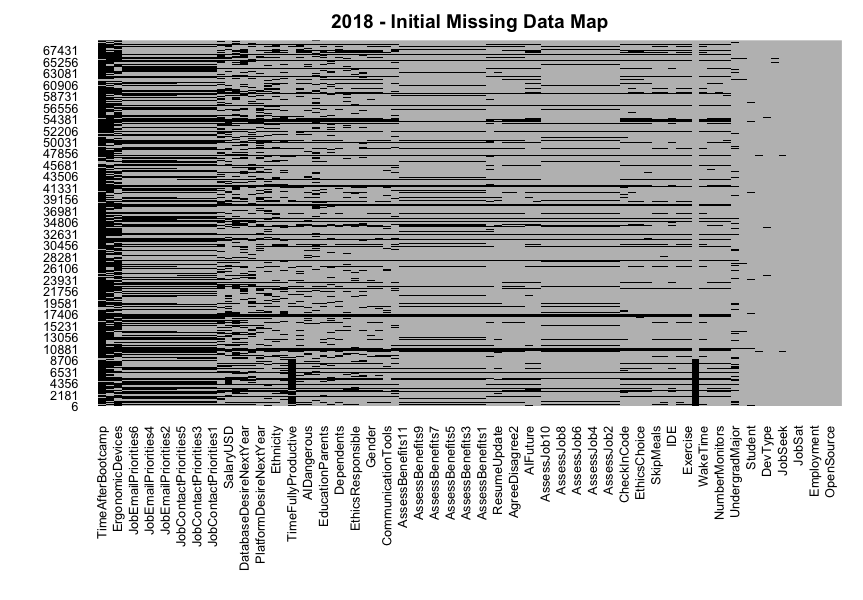 2018 - Initial Missing Data Map
67431
65256
63081
60906
58731
56556
54381
52206
50031
47856
45681
43506
41331
39156
36981
34806
32631
30456
28281
26106
23931
21756
19581
17406
15231
13056
10881
8706
6531
4356
2181
6
TimeAfterBootcamp
ErgonomicDevices
JobEmailPriorities6
JobEmailPriorities4
JobEmailPriorities2
JobContactPriorities5
JobContactPriorities3
JobContactPriorities1
SalaryUSD
DatabaseDesireNextYear
PlatformDesireNextYear
Ethnicity
TimeFullyProductive
AIDangerous
EducationParents
Dependents
EthicsResponsible
Gender
CommunicationTools
AssessBenefits11
AssessBenefits9
AssessBenefits7
AssessBenefits5
AssessBenefits3
AssessBenefits1
ResumeUpdate
AgreeDisagree2
AIFuture
AssessJob10
AssessJob8
AssessJob6
AssessJob4
AssessJob2
CheckInCode
EthicsChoice
SkipMeals
IDE
Exercise
WakeTime
NumberMonitors
UndergradMajor
Student
DevType
JobSeek
JobSat
Employment
OpenSource